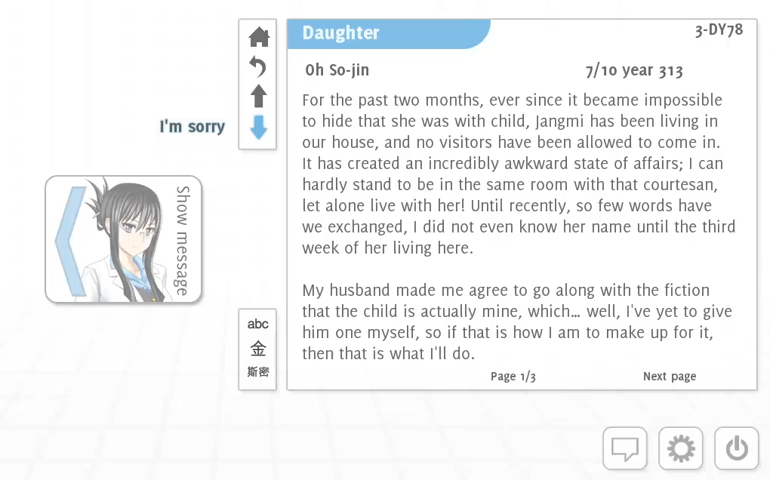 Daughter
3-DY78
Oh So-jin
7/10 year 313
For the past two months, ever since it became impossible
to hide that she was with child, Jangmi has been living in
our house, and no visitors have been allowed to come in.
It has created an incredibly awkward state of affairs; I can
hardly stand to be in the same room with that courtesan,
let alone live with her! Until recently, so few words have
we exchanged, I did not even know her name until the third
week of her living here.
My husband made me agree to go along with the fiction
that the child is actually mine, which... well, I've yet to give
him one myself, so if that is how I am to make up for it,
then that is what I'll do.
Page 1/3
Next page
I'm sorry
Show message
abc
金
斯密